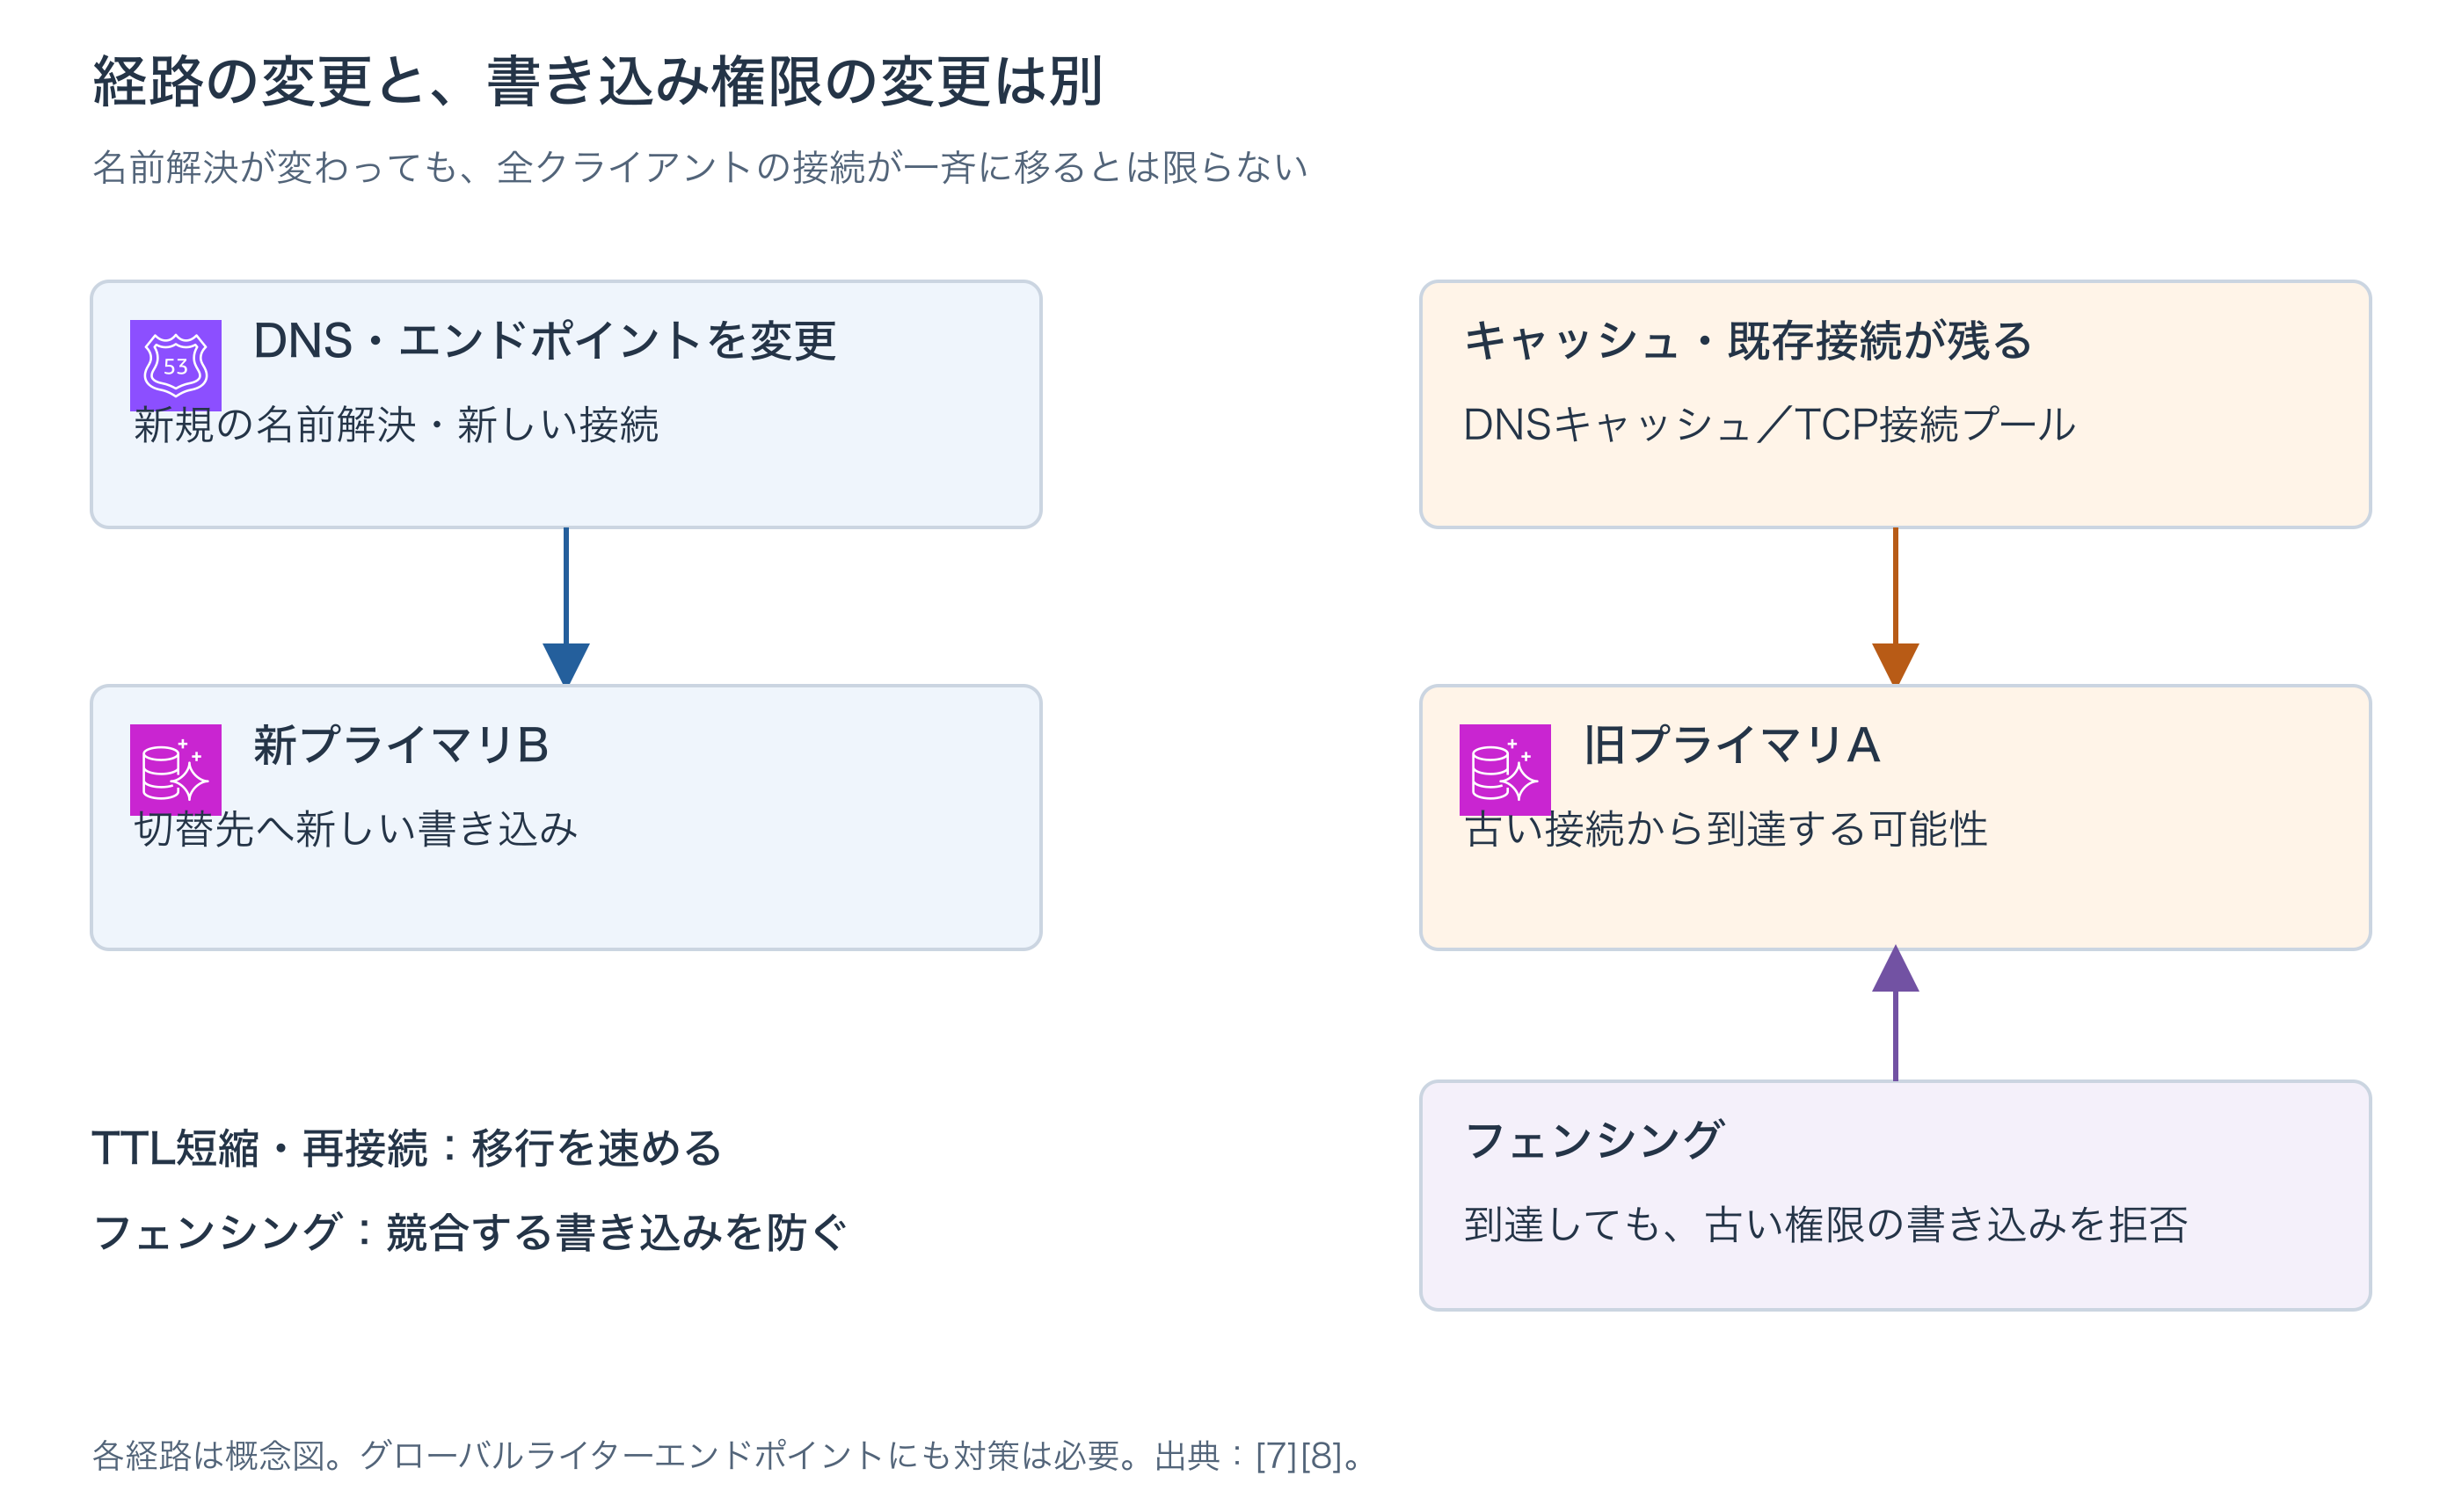 経路の変更と、書き込み権限の変更は別
名前解決が変わっても、全クライアントの接続が一斉に移るとは限らない
DNS・エンドポイントを変更
53
新規の名前解決・新しい接続
キャッシュ・既存接続が残る
DNSキャッシュ／TCP接続プール
新プライマリB
切替先へ新しい書き込み
旧プライマリA
古い接続から到達する可能性
TTL短縮・再接続：移行を速める
フェンシング：競合する書き込みを防ぐ
フェンシング
到達しても、古い権限の書き込みを拒否
各経路は概念図。グローバルライターエンドポイントにも対策は必要。出典：[7][8]。